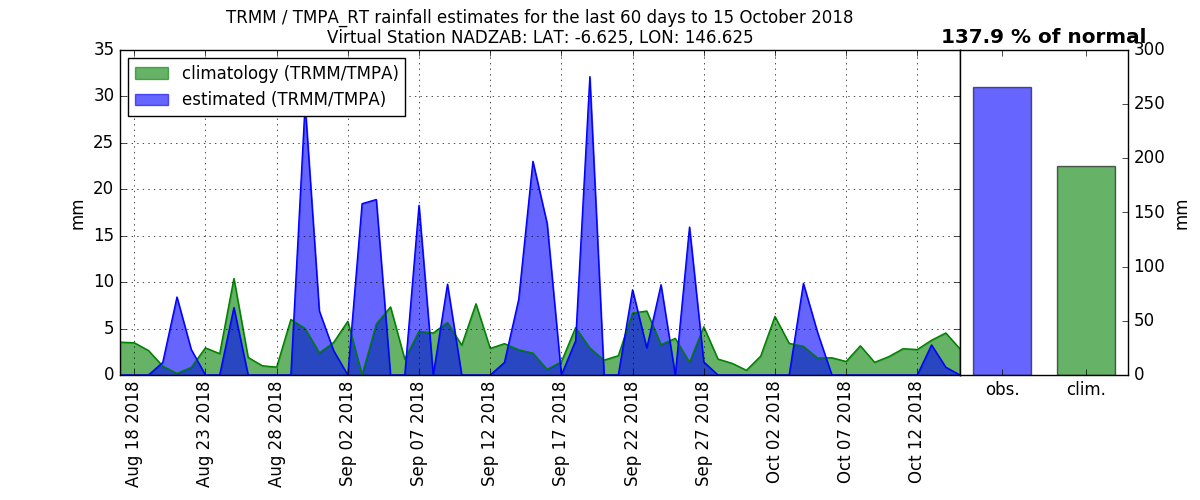 TRMM / TMPA_RT rainfall estimates for the last 60 days to 15 October 2018
Virtual Station NADZAB: LAT: -6.625, LON: 146.625
137.9 % of normal
climatology (TRMM/TMPA)
estimated (TRMM/TMPA)
35
30
25
20
15
10
5
0
mm
Aug 18 2018
Aug 23 2018
Aug 28 2018
Sep 02 2018
Sep 07 2018
Sep 12 2018
Sep 17 2018
Sep 22 2018
Sep 27 2018
Oct 02 2018
Oct 07 2018
Oct 12 2018
300
250
200
150
100
50
0
mm
obs.
clim.